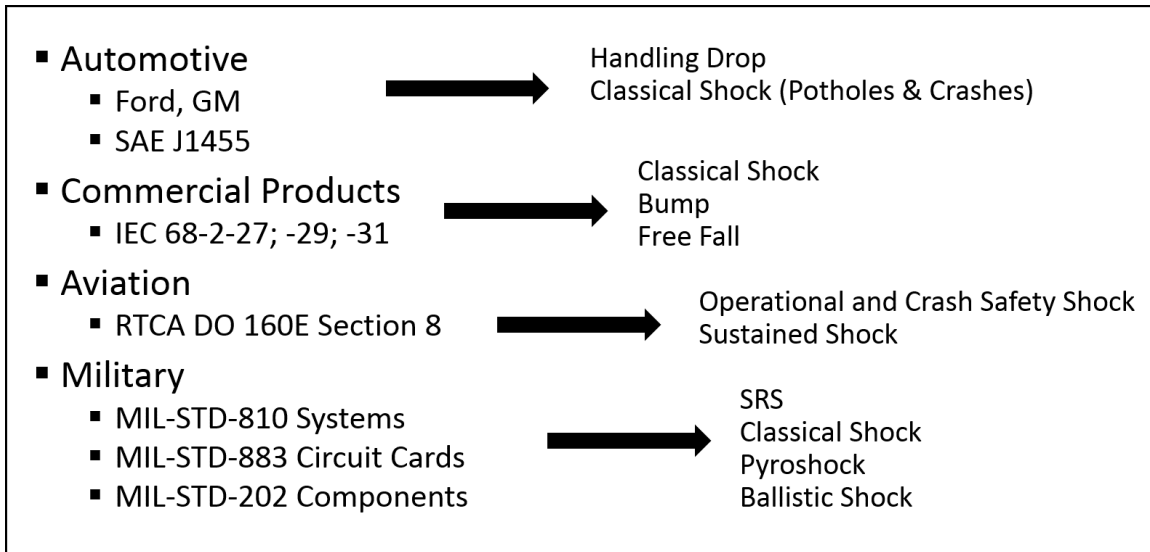 Automotive
Ford, GM
SAE J1455
Handling Drop
Classical Shock (Potholes & Crashes)
Commercial Products
IEC 68-2-27; -29; -31
Classical Shock
Bump
Free Fall
Aviation
RTCA DO 160E Section 8
Operational and Crash Safety Shock
Sustained Shock
Military
MIL-STD-810 Systems
MIL-STD-883 Circuit Cards
MIL-STD-202 Components
SRS
Classical Shock
Pyroshock
Ballistic Shock